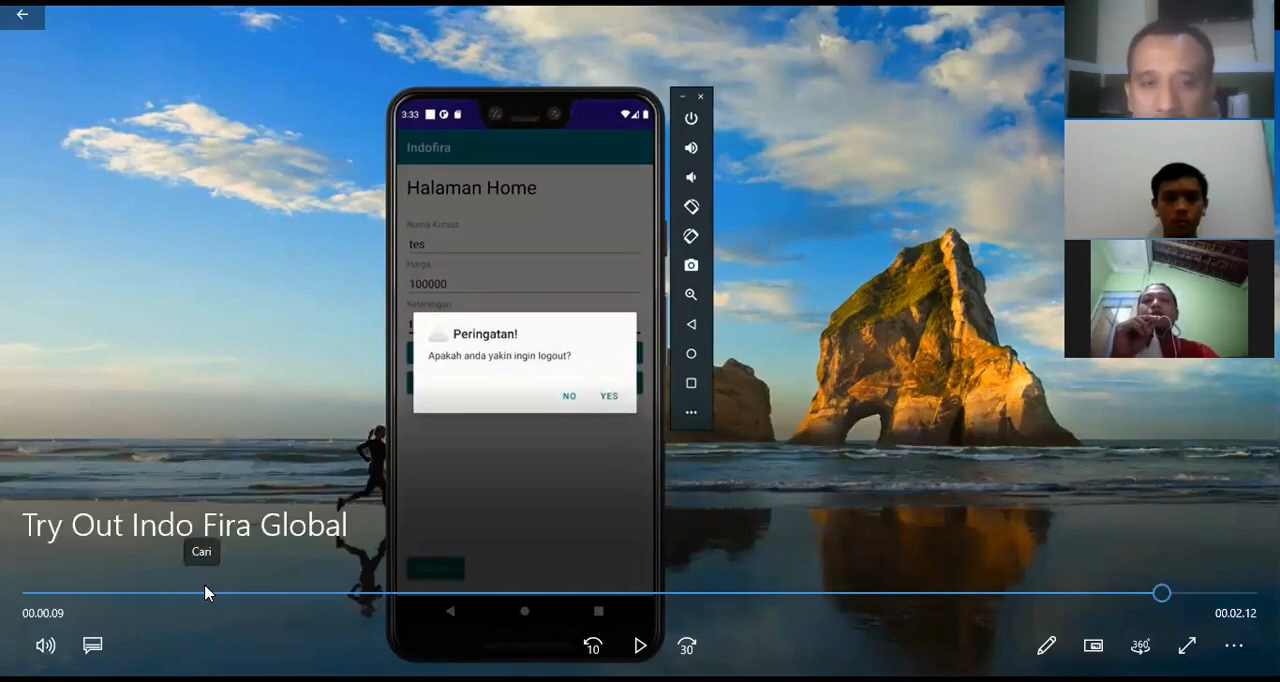 3:33
Indofira
Halaman Home
Nama Kursus
tes
Harga
100000
Keterangan
Peringatan!
Apakah anda yakin ingin logout?
NO YES
Try Out Indo Fira Global
Cari
00.00.09
00.02.12
10
30
360°